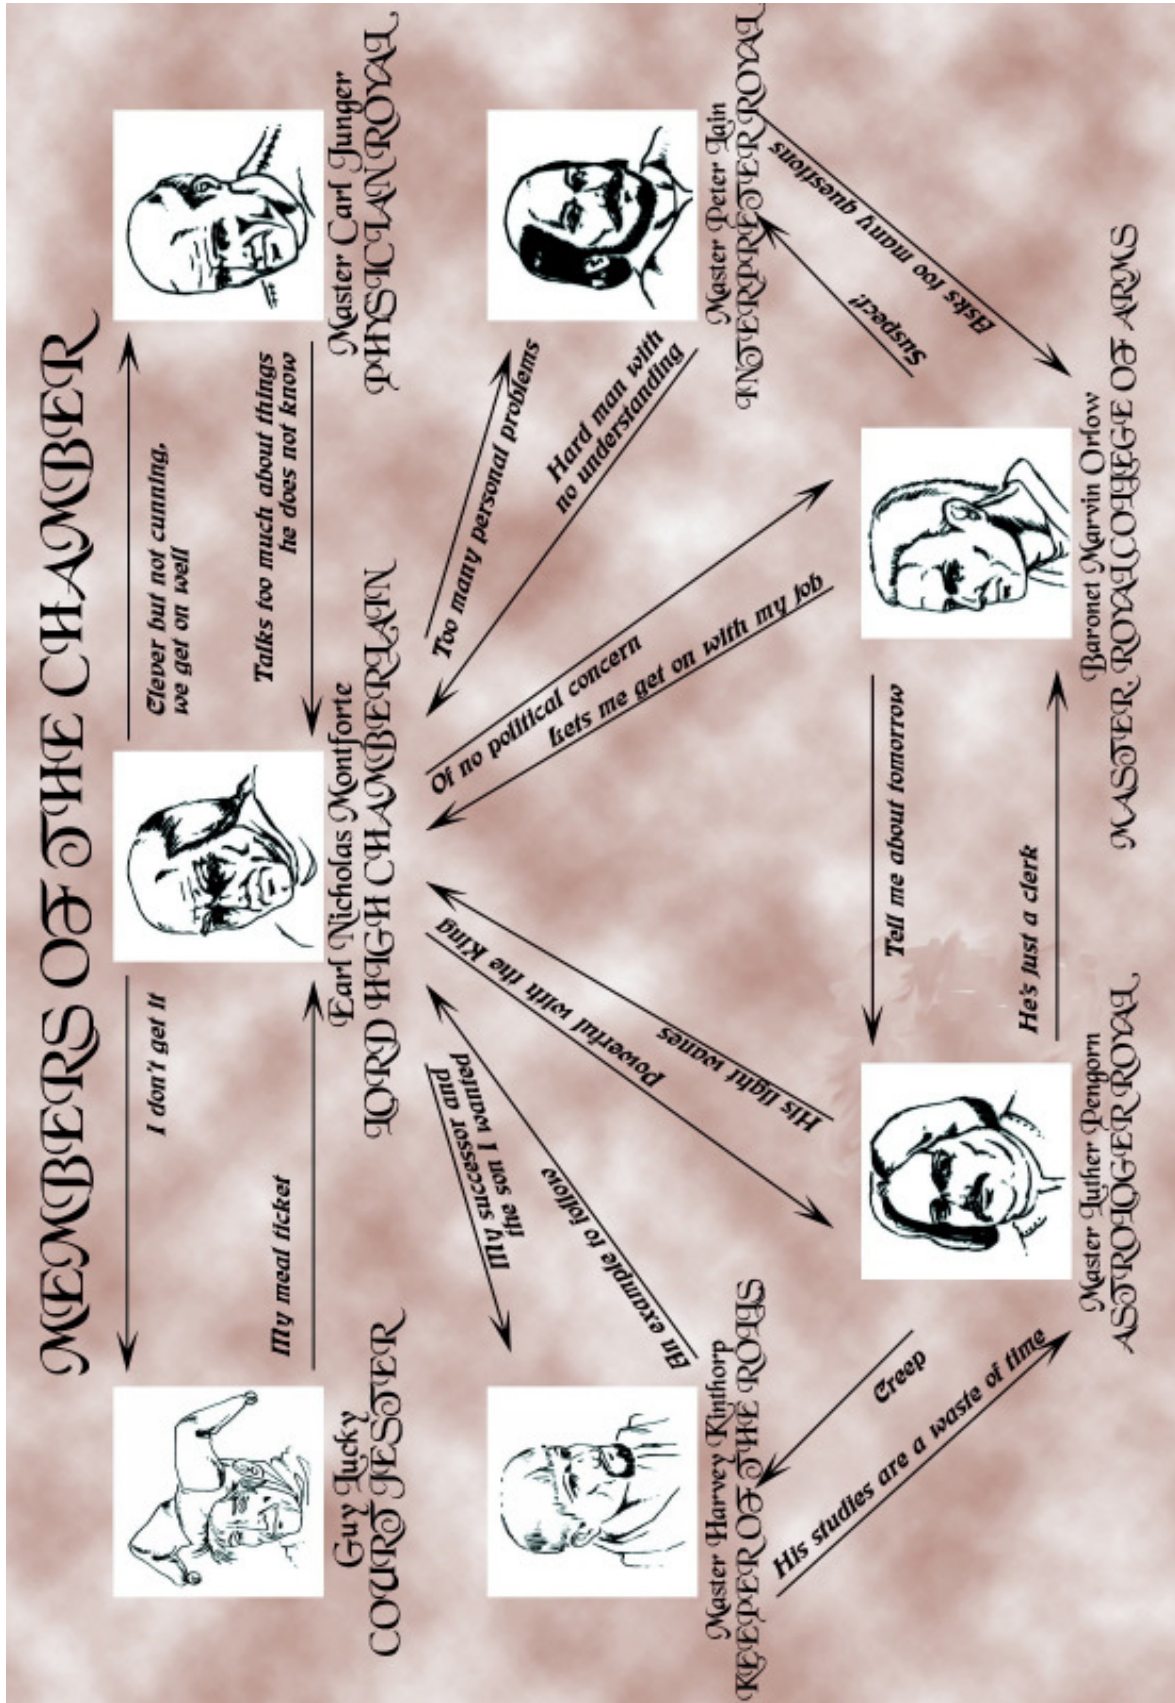 MEMBERS OF THE CHAMBER
I don't get it
Clever but not cunning,
we get on well
My meal ticket
Talks too much about things
he does not know
Guy Lucky
COURT JESTER
Earl Nicholas Montforte
LORD HIGH CHAMBERLAIN
Master Carl Junger
PHYSICIAN ROYAL
My successor and
the son I wanted
An example to follow
Powerful with the King
His light wanes
Of no political concern
Lets me get on with my job
Too many personal problems
Hard man with
no understanding
Master Harvey Kinthorp
KEEPER OF THE ROLLS
Master Peter Iain
INTERPRETER ROYAL
Creep
His studies are a waste of time
Tell me about tomorrow
He's just a clerk
Suspect!
Asks too many questions
Master Luther Pengorn
ASTROLOGER ROYAL
Baronet Marvin Orlow
MASTER, ROYAL COLLEGE OF ARMS